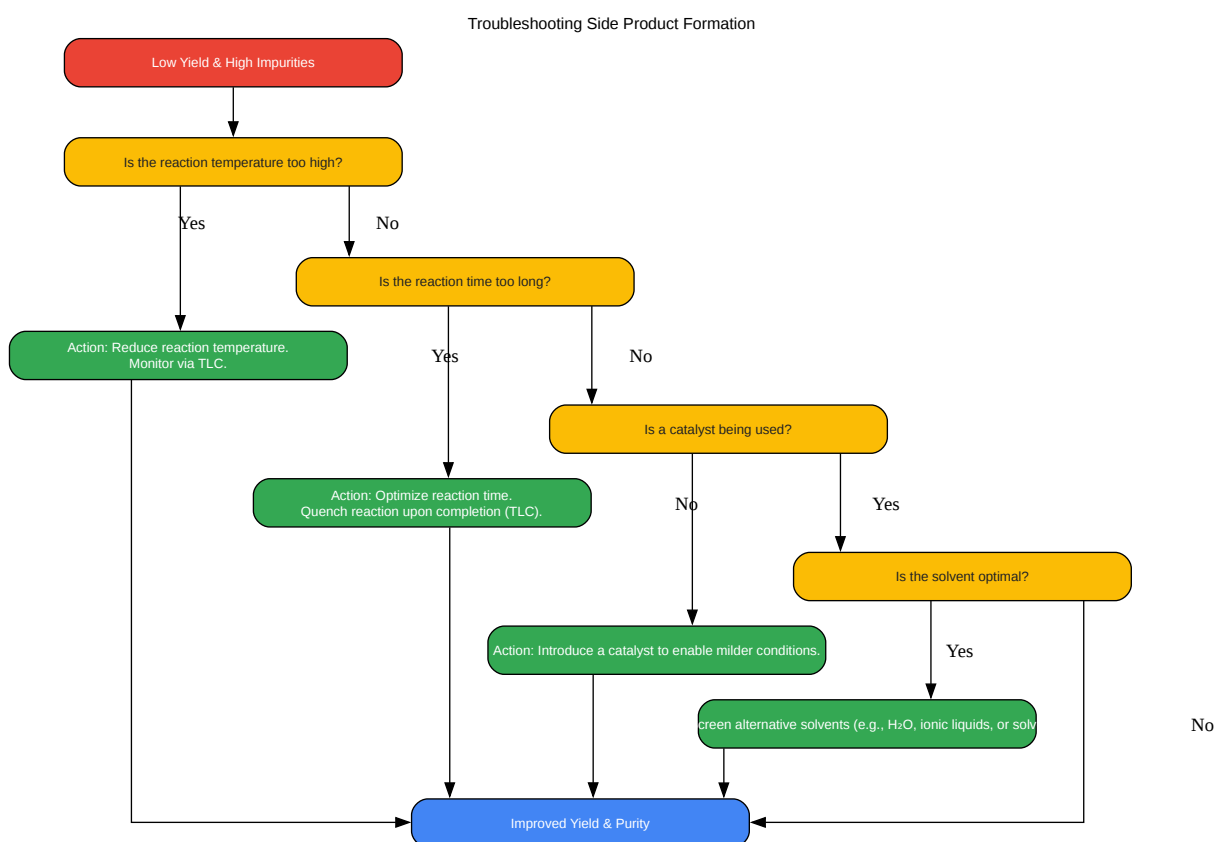 Troubleshooting Side Product Formation
Low Yield & High Impurities
Is the reaction temperature too high?
Yes
No
Is the reaction time too long?
Action: Reduce reaction temperature.
Monitor via TLC.
Yes
No
Is a catalyst being used?
Action: Optimize reaction time.
Quench reaction upon completion (TLC).
No
Yes
Is the solvent optimal?
Action: Introduce a catalyst to enable milder conditions.
Yes
creen alternative solvents (e.g., H₂O, ionic liquids, or solv
No
Improved Yield & Purity